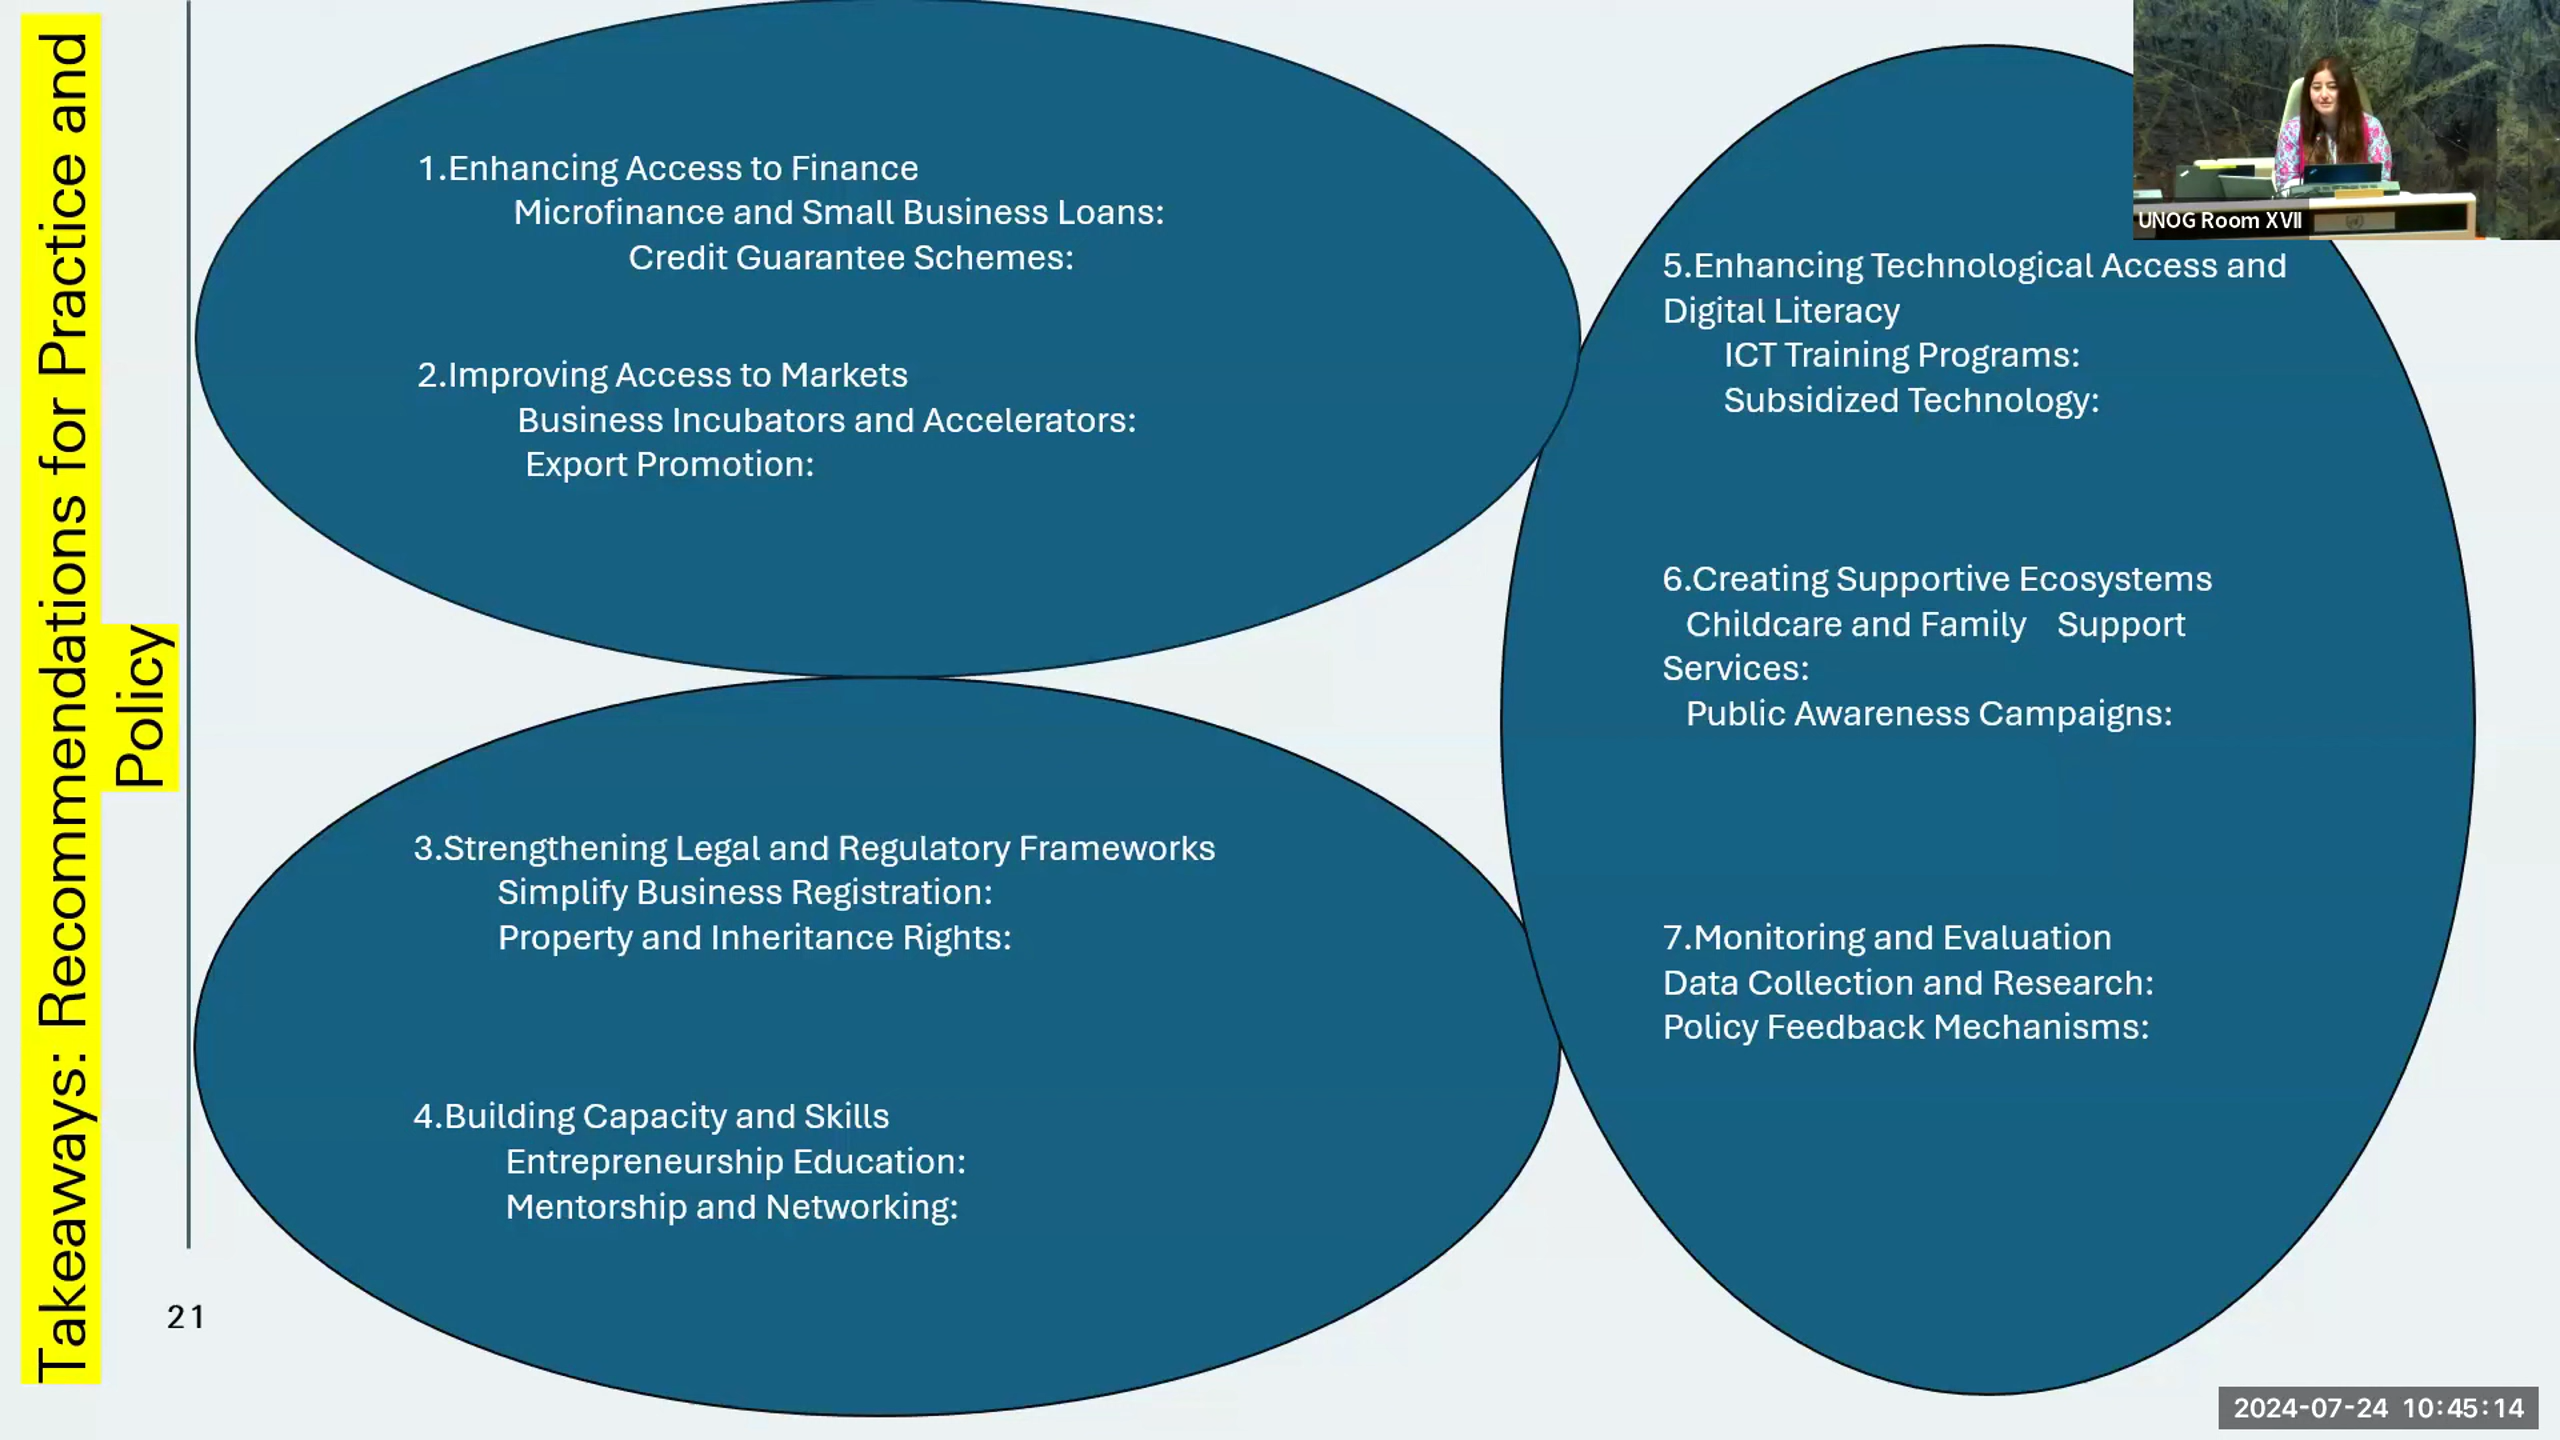 Takeaways: Recommendations for Practice and
Policy
1.Enhancing Access to Finance
Microfinance and Small Business Loans:
Credit Guarantee Schemes:
2.Improving Access to Markets
Business Incubators and Accelerators:
Export Promotion:
3.Strengthening Legal and Regulatory Frameworks
Simplify Business Registration:
Property and Inheritance Rights:
4.Building Capacity and Skills
Entrepreneurship Education:
Mentorship and Networking:
5.Enhancing Technological Access and
Digital Literacy
ICT Training Programs:
Subsidized Technology:
6.Creating Supportive Ecosystems
Childcare and Family Support
Services:
Public Awareness Campaigns:
7.Monitoring and Evaluation
Data Collection and Research:
Policy Feedback Mechanisms:
21
UNOG Room XVII
2024-07-24 10:45:14